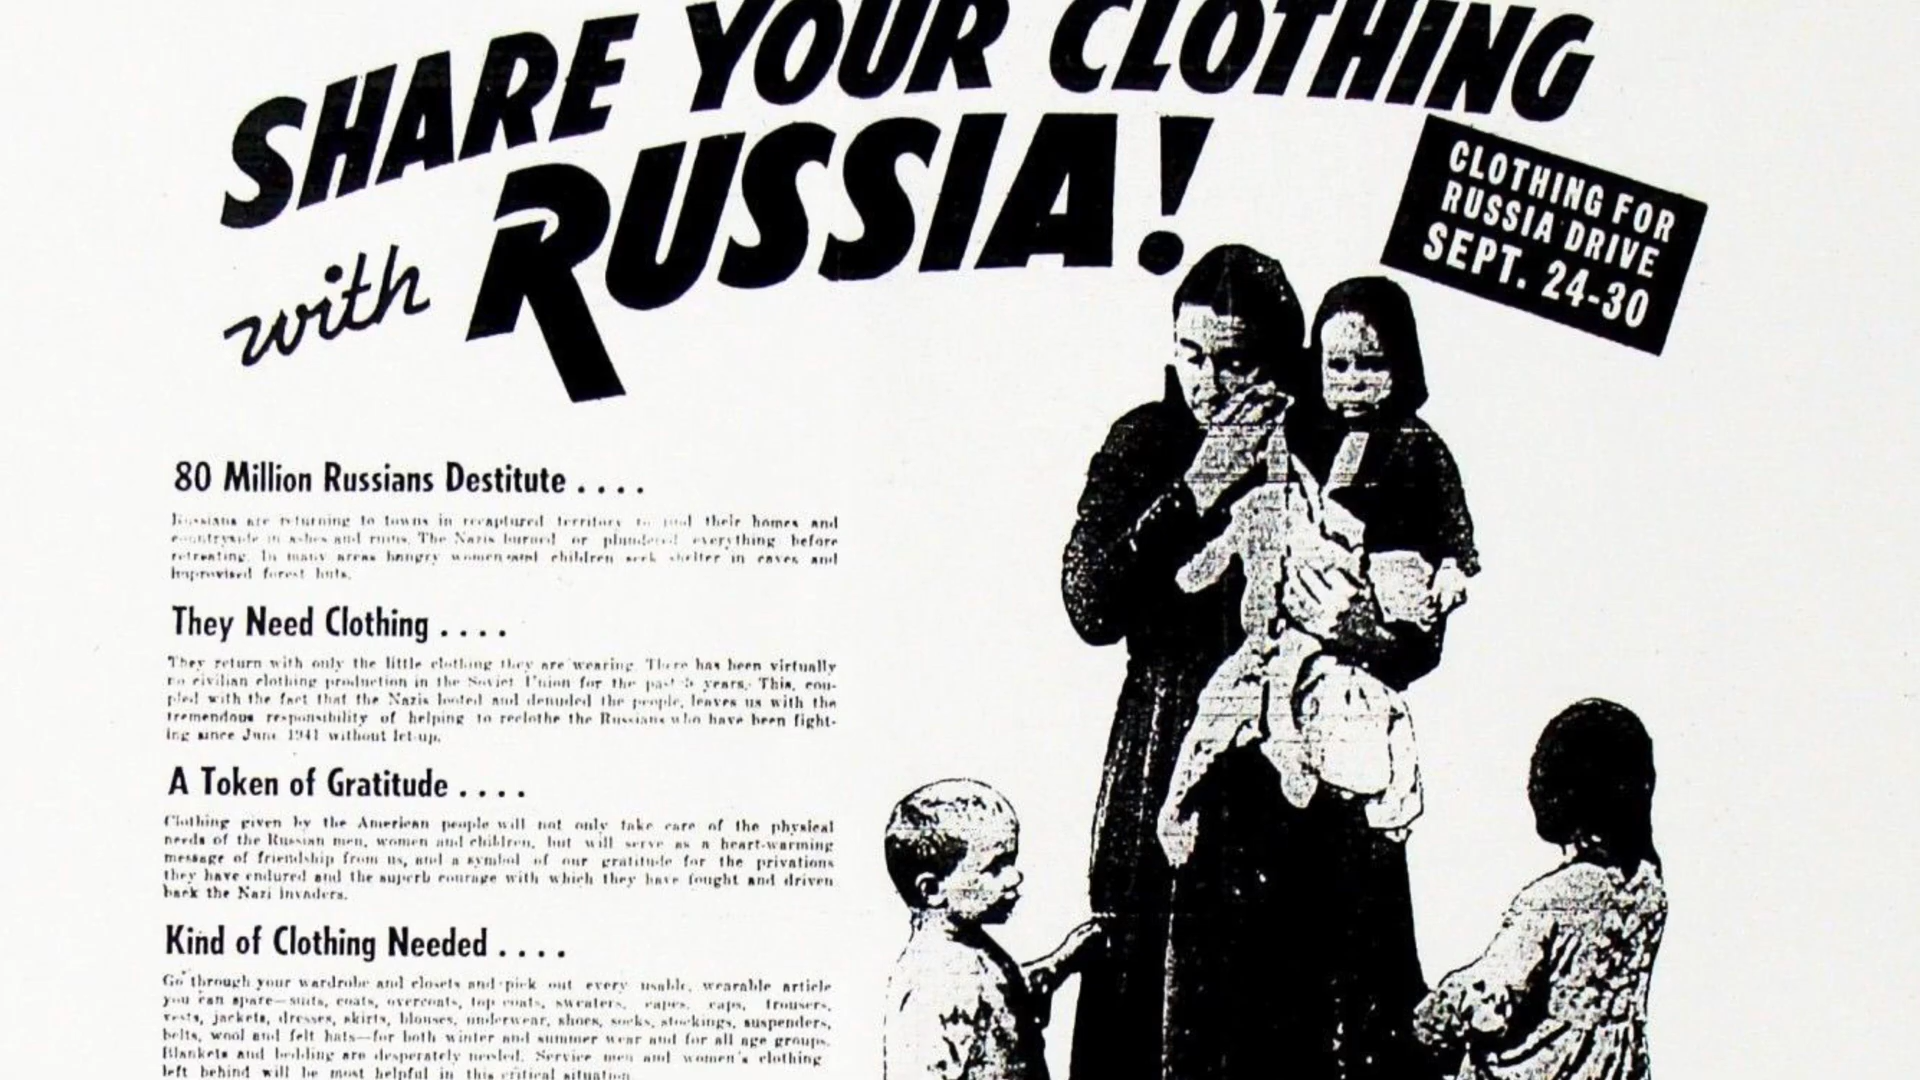 SHARE YOUR CLOTHING
with RUSSIA!
CLOTHING FOR
RUSSIA DRIVE
SEPT. 24-30
80 Million Russians Destitute . . . .
Russians are returning to towns in recaptured territory to find their homes and
countryside in ashes and ruins. The Nazis burned or plundered everything before
retreating. In many areas hungry women and children seek shelter in caves and
improvised forest huts.
They Need Clothing . . . .
They return with only the little clothing they are wearing. There has been virtually
no civilian clothing production in the Soviet Union for the past 3 years. This, cou-
pled with the fact that the Nazis looted and denuded the people, leaves us with the
tremendous responsibility of helping to reclothe the Russians who have been fight-
ing since June 1941 without let-up.
A Token of Gratitude . . . .
Clothing given by the American people will not only take care of the physical
needs of the Russian men, women and children, but will serve as a heart-warming
message of friendship from us, and a symbol of our gratitude for the privations
they have endured and the superb courage with which they have fought and driven
back the Nazi invaders.
Kind of Clothing Needed . . . .
Go through your wardrobe and closets and pick out every usable, wearable article
you can spare—suits, coats, overcoats, top coats, sweaters, capes, caps, trousers,
vests, jackets, dresses, skirts, blouses, underwear, shoes, socks, stockings, suspenders,
belts, wool and felt hats—for both winter and summer wear and for all age groups.
Blankets and bedding are desperately needed. Service men and women's clothing
left behind will be most helpful in this critical situation.